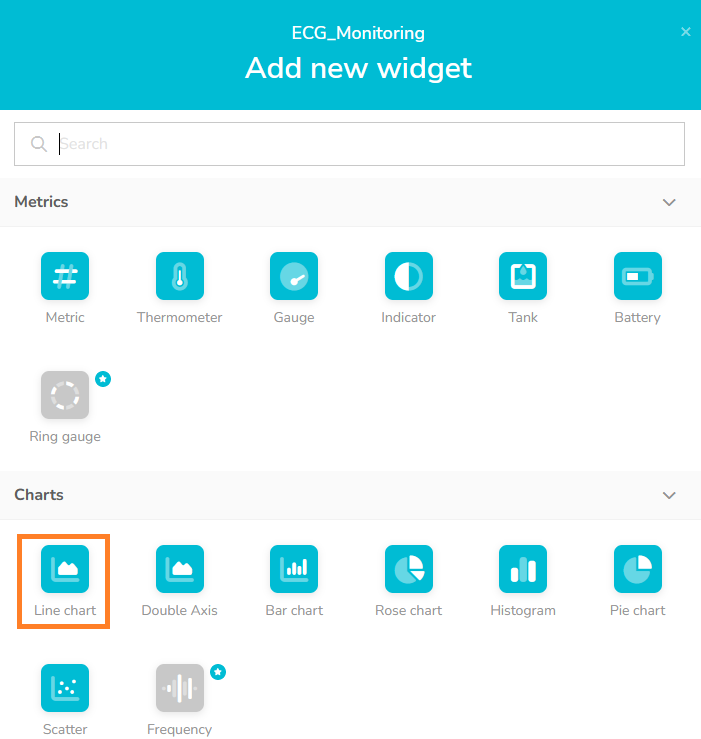 ECG_Monitoring
Add new widget
Search
Metrics
Metric Thermometer Gauge Indicator Tank Battery
Ring gauge
Charts
Line chart Double Axis Bar chart Rose chart Histogram Pie chart
Scatter Frequency